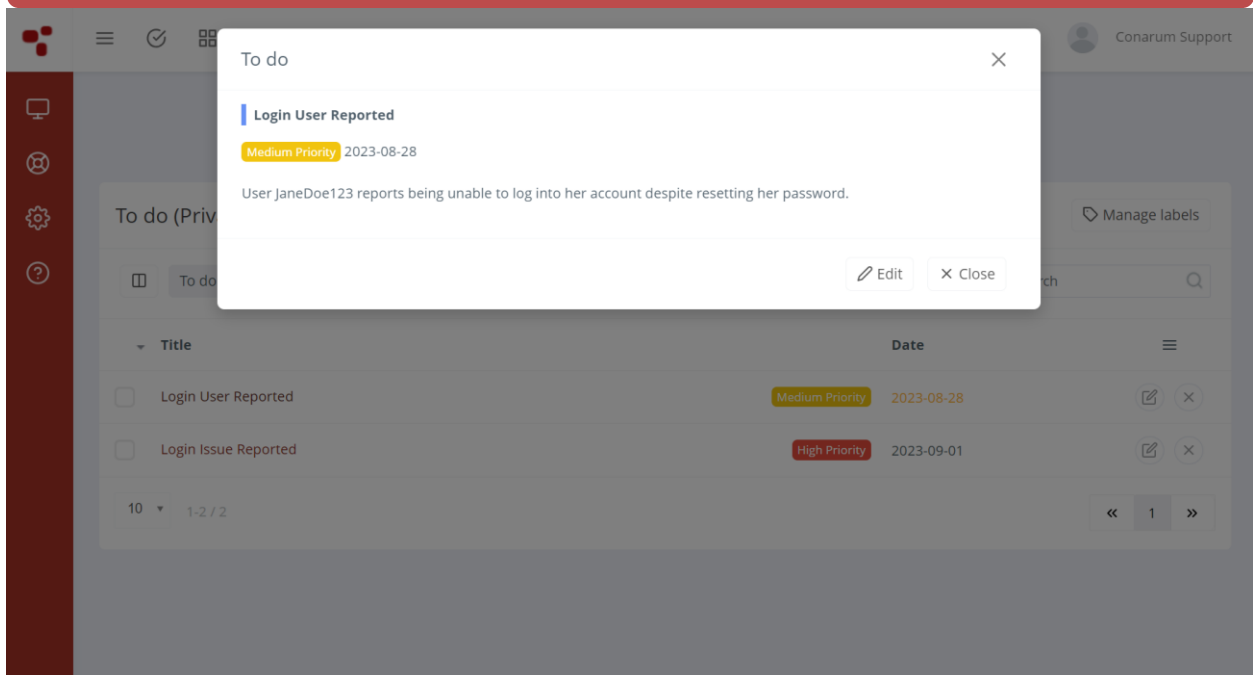 Conarum Support
To do
Login User Reported
Medium Priority 2023-08-28
User JaneDoe123 reports being unable to log into her account despite resetting her password.
Edit Close
To do (Priv
Manage labels
To do
rch
Title Date
Login User Reported Medium Priority 2023-08-28
Login Issue Reported High Priority 2023-09-01
10 1-2 / 2 « 1 »